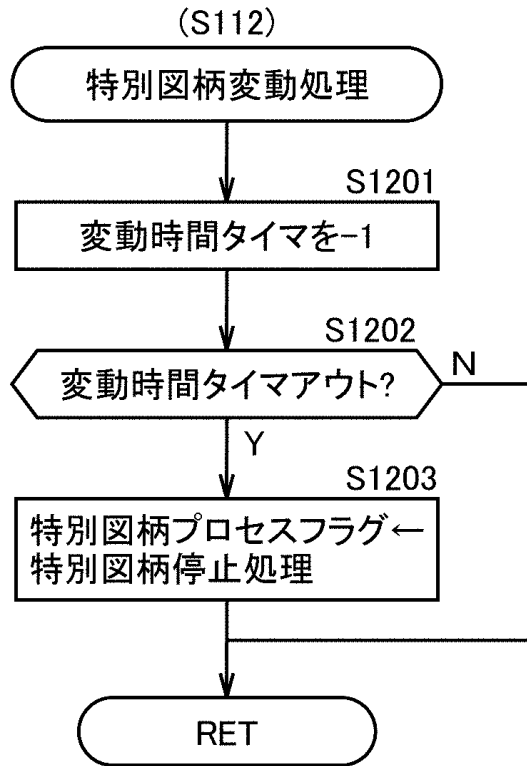 (S112)
特別図柄変動処理
S1201
変動時間タイマを-1
S1202
変動時間タイマアウト?
N
Y
S1203
特別図柄プロセスフラグ←
特別図柄停止処理
RET